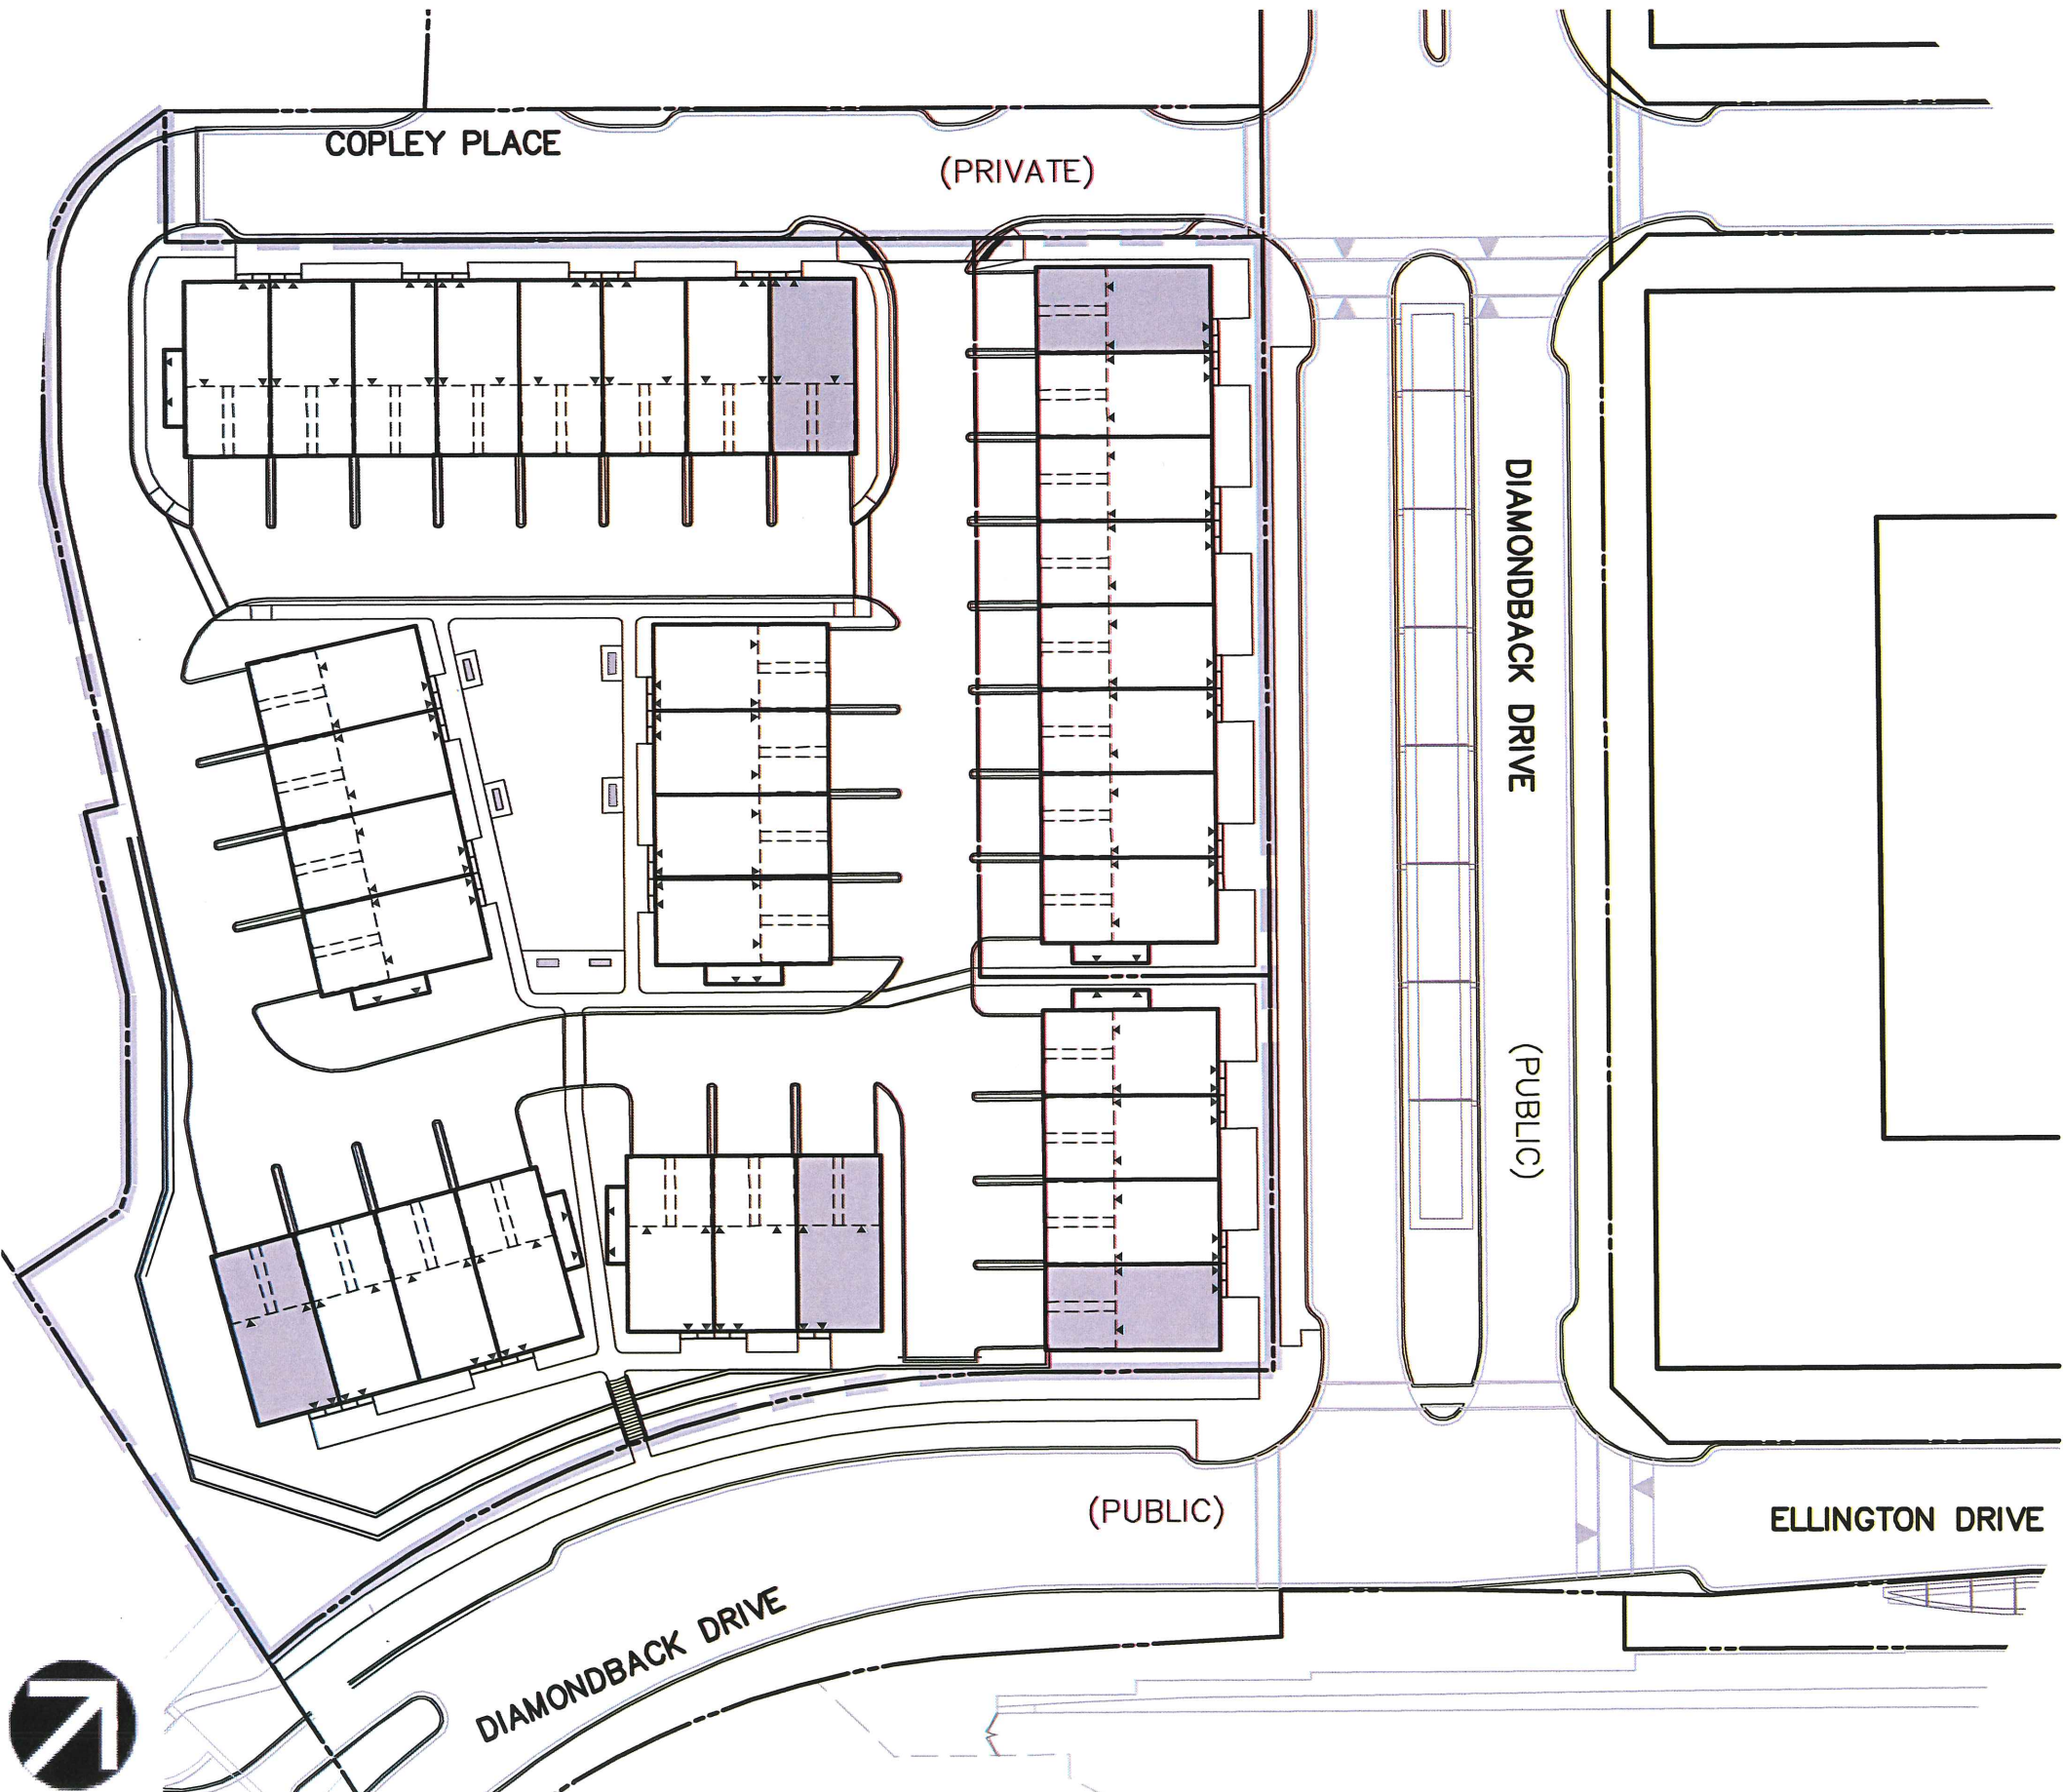 COPLEY PLACE
(PRIVATE)
DIAMONDBACK DRIVE
(PUBLIC)
(PUBLIC)
ELLINGTON DRIVE
DIAMONDBACK DRIVE